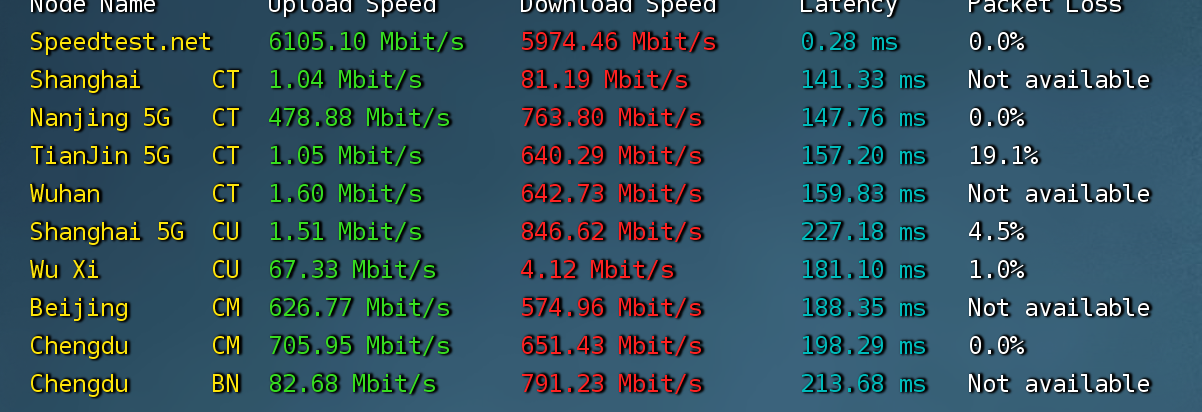 Node Name Upload Speed Download Speed Latency Packet Loss
Speedtest.net 6105.10 Mbit/s 5974.46 Mbit/s 0.28 ms 0.0%
Shanghai CT 1.04 Mbit/s 81.19 Mbit/s 141.33 ms Not available
Nanjing 5G CT 478.88 Mbit/s 763.80 Mbit/s 147.76 ms 0.0%
TianJin 5G CT 1.05 Mbit/s 640.29 Mbit/s 157.20 ms 19.1%
Wuhan CT 1.60 Mbit/s 642.73 Mbit/s 159.83 ms Not available
Shanghai 5G CU 1.51 Mbit/s 846.62 Mbit/s 227.18 ms 4.5%
Wu Xi CU 67.33 Mbit/s 4.12 Mbit/s 181.10 ms 1.0%
Beijing CM 626.77 Mbit/s 574.96 Mbit/s 188.35 ms Not available
Chengdu CM 705.95 Mbit/s 651.43 Mbit/s 198.29 ms 0.0%
Chengdu BN 82.68 Mbit/s 791.23 Mbit/s 213.68 ms Not available